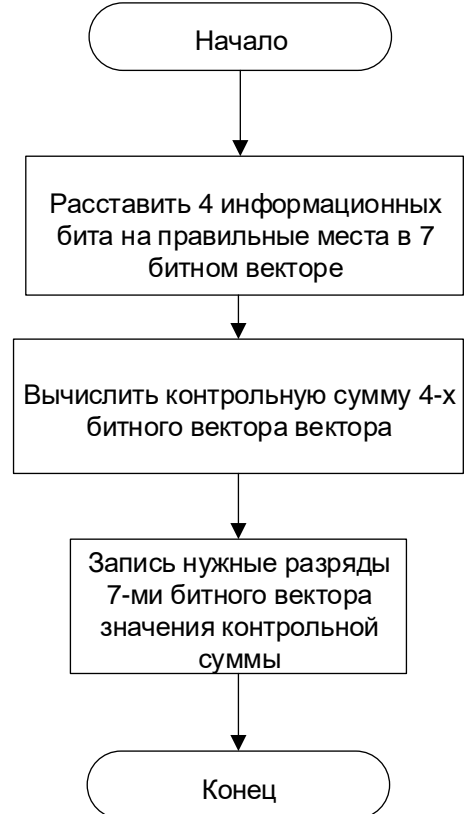 Начало
Расставить 4 информационных
бита на правильные места в 7
битном векторе
Вычислить контрольную сумму 4-х
битного вектора вектора
Запись нужные разряды
7-ми битного вектора
значения контрольной
суммы
Конец